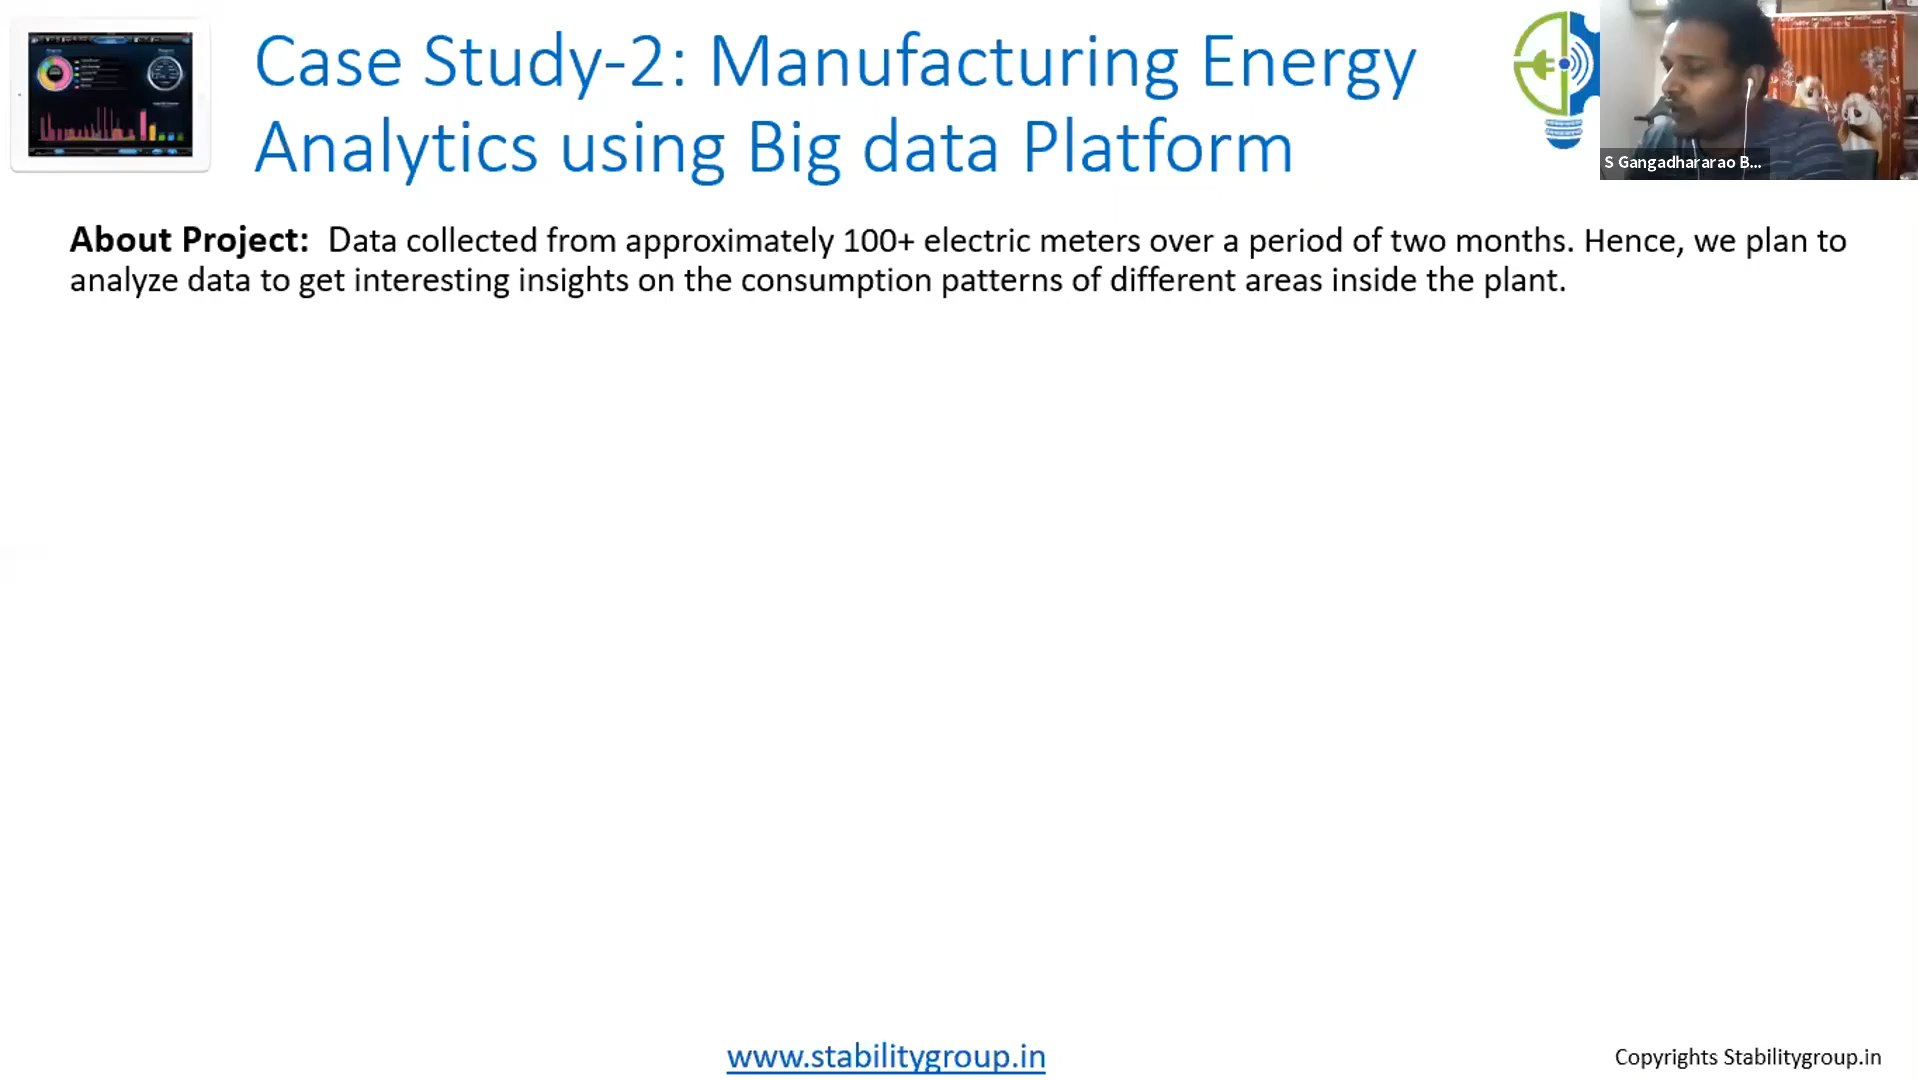 Case Study-2: Manufacturing Energy
Analytics using Big data Platform
S Gangadhararao B...
About Project: Data collected from approximately 100+ electric meters over a period of two months. Hence, we plan to
analyze data to get interesting insights on the consumption patterns of different areas inside the plant.
www.stabilitygroup.in
Copyrights Stabilitygroup.in